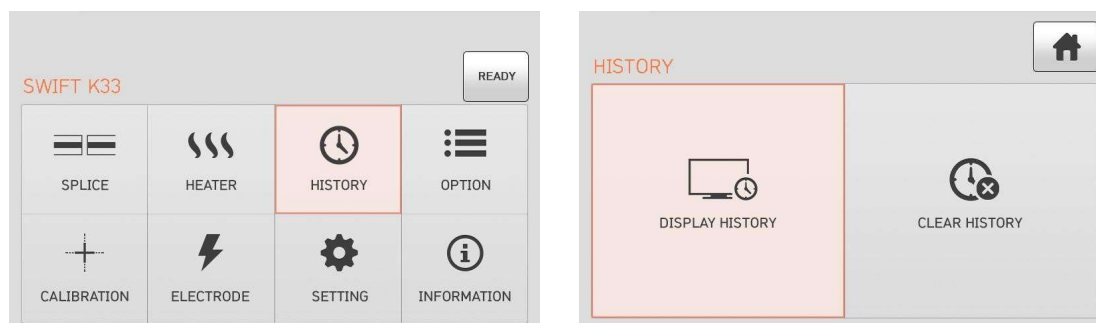 READY
SWIFT K33
SPLICE HEATER HISTORY OPTION
CALIBRATION ELECTRODE SETTING INFORMATION
HISTORY
DISPLAY HISTORY CLEAR HISTORY